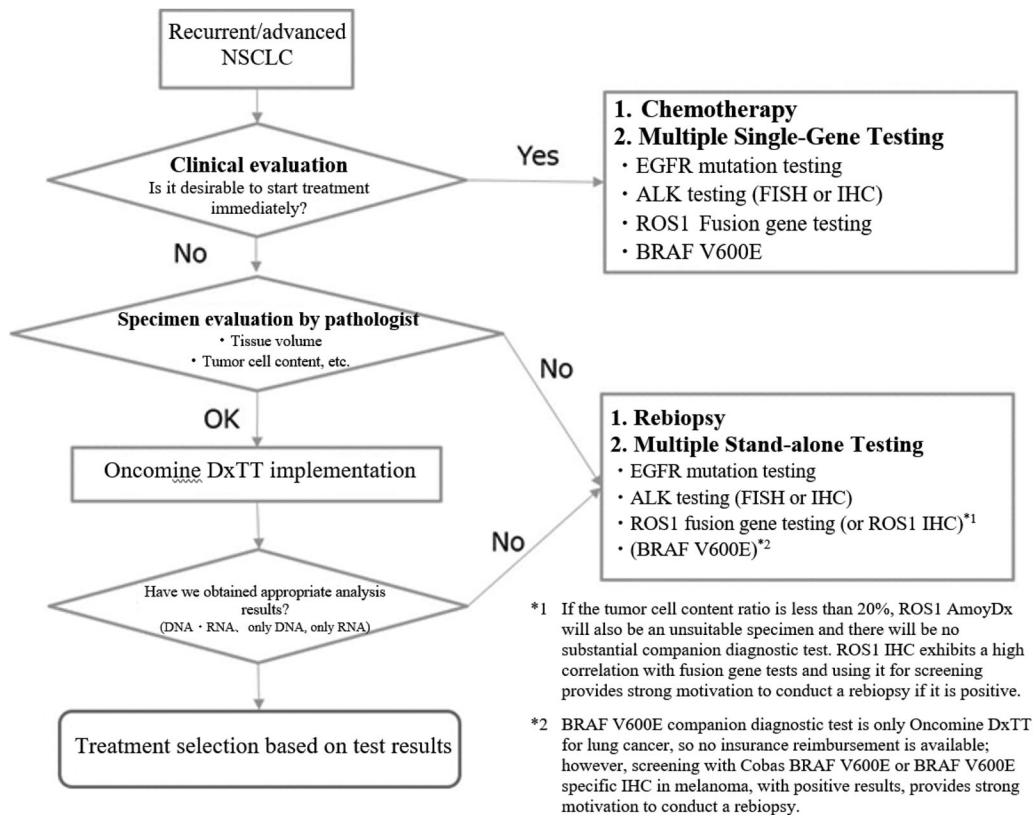 Recurrent/advanced
NSCLC
Clinical evaluation
Is it desirable to start treatment
immediately?
Yes
1. Chemotherapy
2. Multiple Single-Gene Testing
・EGFR mutation testing
・ALK testing (FISH or IHC)
・ROS1 Fusion gene testing
・BRAF V600E
No
Specimen evaluation by pathologist
・Tissue volume
・Tumor cell content, etc.
No
OK
1. Rebiopsy
2. Multiple Stand-alone Testing
・EGFR mutation testing
・ALK testing (FISH or IHC)
・ROS1 fusion gene testing (or ROS1 IHC)*1
・(BRAF V600E)*2
Oncomine DxTT implementation
No
Have we obtained appropriate analysis
results?
(DNA・RNA、only DNA, only RNA)
Treatment selection based on test results
*1 If the tumor cell content ratio is less than 20%, ROS1 AmoyDx
will also be an unsuitable specimen and there will be no
substantial companion diagnostic test. ROS1 IHC exhibits a high
correlation with fusion gene tests and using it for screening
provides strong motivation to conduct a rebiopsy if it is positive.
*2 BRAF V600E companion diagnostic test is only Oncomine DxTT
for lung cancer, so no insurance reimbursement is available;
however, screening with Cobas BRAF V600E or BRAF V600E
specific IHC in melanoma, with positive results, provides strong
motivation to conduct a rebiopsy.